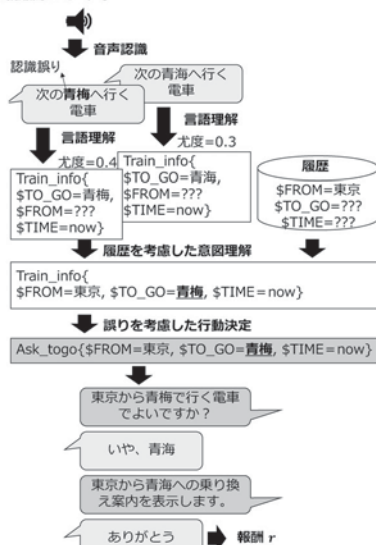 音声認識
認識誤り
次の青梅へ行く
電車
次の青海へ行く
電車
言語理解
尤度=0.4
言語理解
尤度=0.3
Train_info{
$TO_GO=青梅,
$FROM=???
$TIME=now}
Train_info{
$TO_GO=青海,
$FROM=???
$TIME=now}
履歴
$FROM=東京
$TO_GO=???
$TIME=???
履歴を考慮した意図理解
Train_info{
$FROM=東京, $TO_GO=青梅, $TIME=now}
誤りを考慮した行動決定
Ask_togo{$FROM=東京, $TO_GO=青梅, $TIME=now}
東京から青梅で行く電車
でよいですか？
いや、青海
東京から青海への乗り換
え案内を表示します。
ありがとう
報酬 r